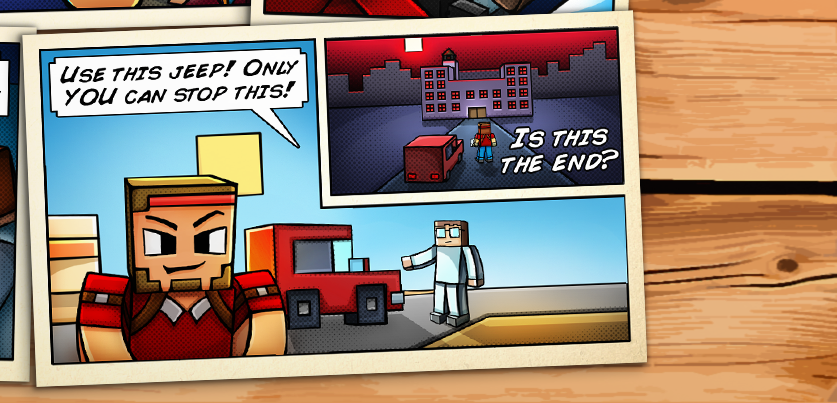 USE THIS JEEP! ONLY
YOU CAN STOP THIS!
IS THIS
THE END?